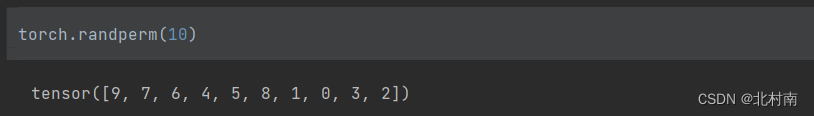 torch.randperm(10)
tensor([9, 7, 6, 4, 5, 8, 1, 0, 3, 2])
CSDN @北村南